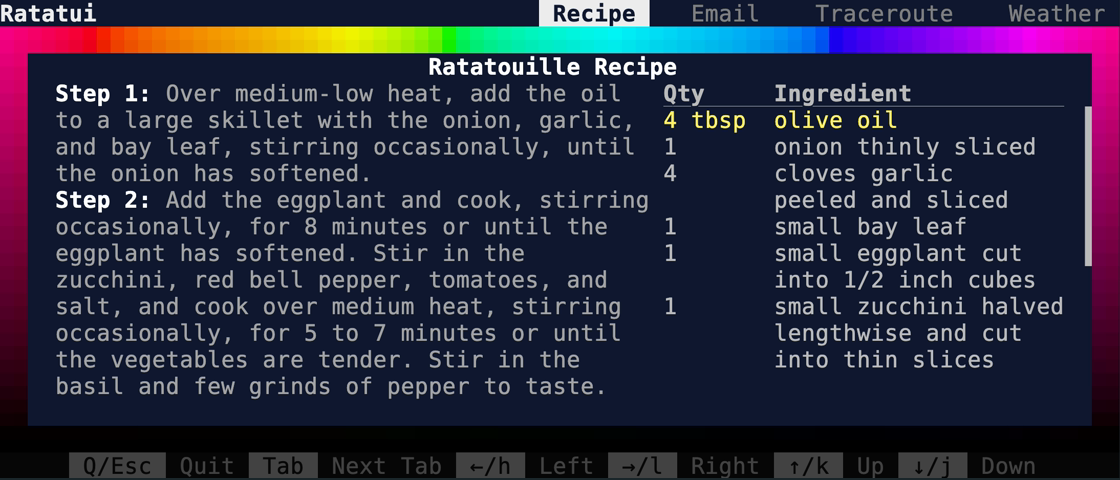 Ratatui Recipe Email Traceroute Weather
Ratatouille Recipe
Step 1: Over medium-low heat, add the oil
to a large skillet with the onion, garlic,
and bay leaf, stirring occasionally, until
the onion has softened.
Step 2: Add the eggplant and cook, stirring
occasionally, for 8 minutes or until the
eggplant has softened. Stir in the
zucchini, red bell pepper, tomatoes, and
salt, and cook over medium heat, stirring
occasionally, for 5 to 7 minutes or until
the vegetables are tender. Stir in the
basil and few grinds of pepper to taste.
Qty Ingredient
4 tbsp olive oil
1 onion thinly sliced
4 cloves garlic
peeled and sliced
1 small bay leaf
1 small eggplant cut
into 1/2 inch cubes
1 small zucchini halved
lengthwise and cut
into thin slices
Q/Esc Quit Tab Next Tab ←/h Left →/l Right ↑/k Up ↓/j Down